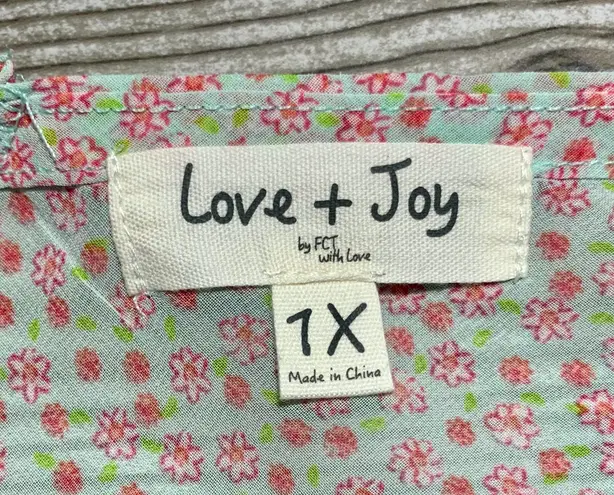 Love + Joy
by FCT
with Love
1X
Made in China